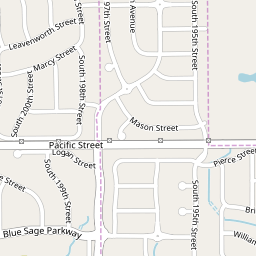 Leavenworth Street
97th Street
Avenue
South 195th Street
Marcy Street
South 198th Street
South 200th Street
Mason Street
Pacific Street
Logan Street
Pierce Street
South 199th Street
South 195th Street
Street
Blue Sage Parkway